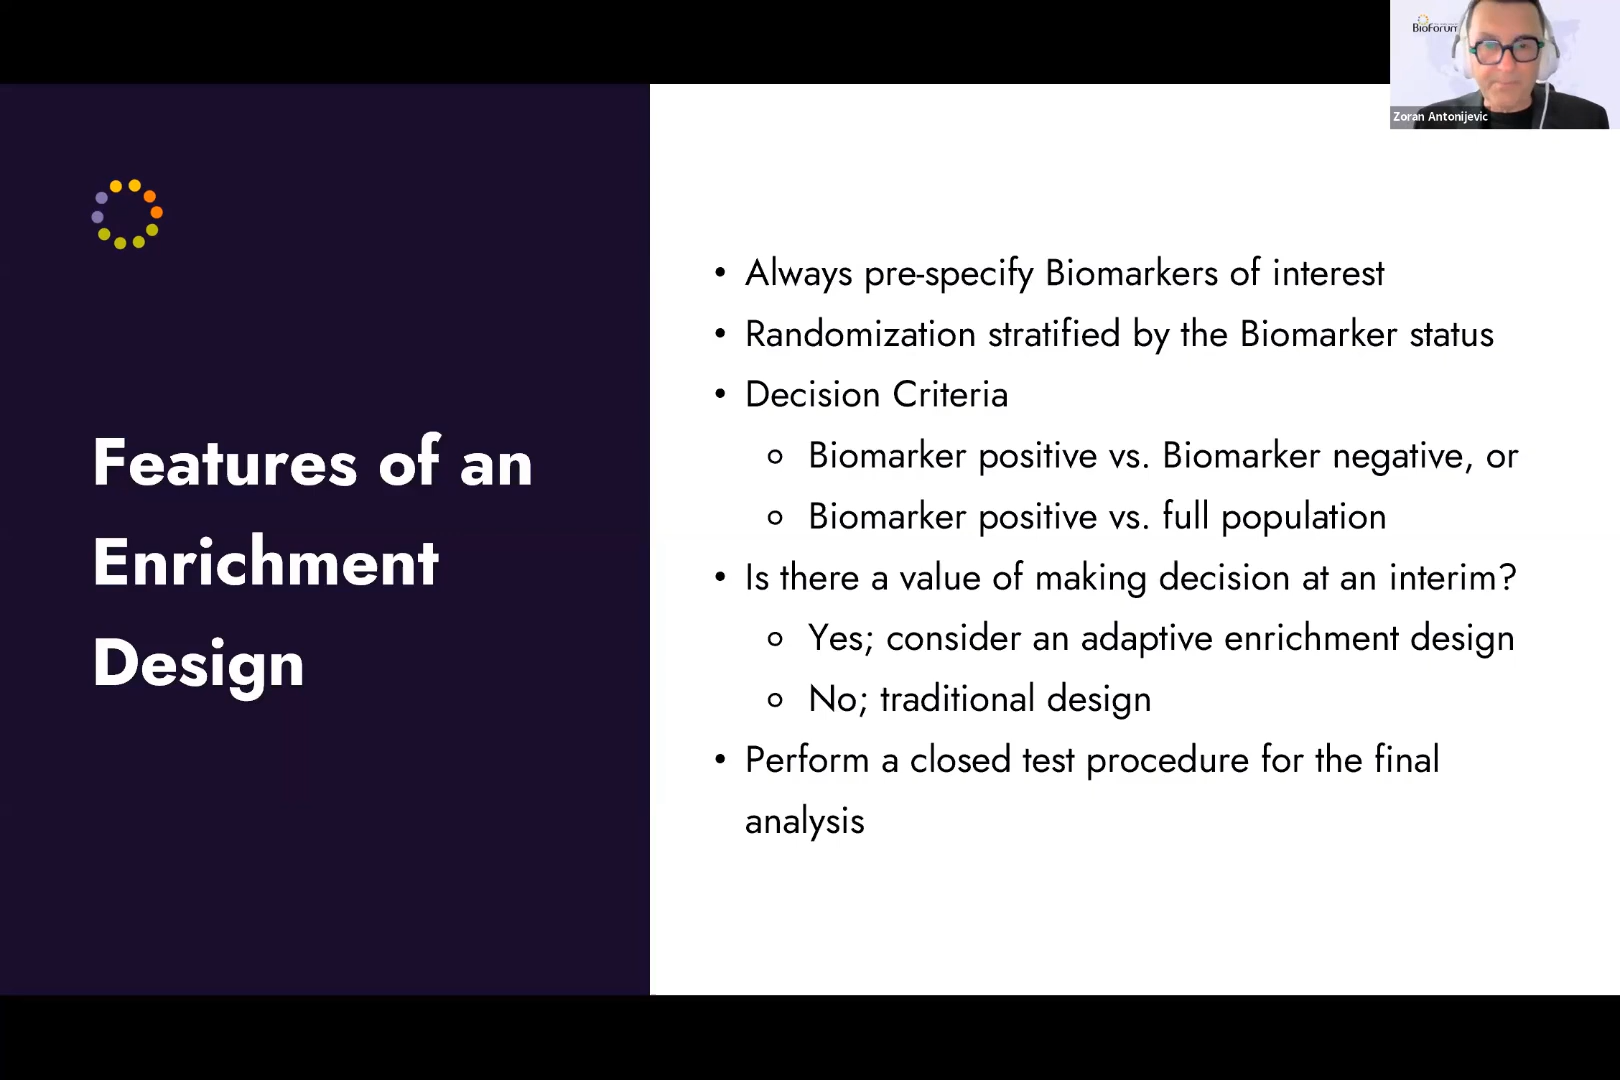 BioForum
Zoran Antonijevic
Features of an
Enrichment
Design
• Always pre-specify Biomarkers of interest
• Randomization stratified by the Biomarker status
• Decision Criteria
○ Biomarker positive vs. Biomarker negative, or
○ Biomarker positive vs. full population
• Is there a value of making decision at an interim?
○ Yes; consider an adaptive enrichment design
○ No; traditional design
• Perform a closed test procedure for the final
analysis